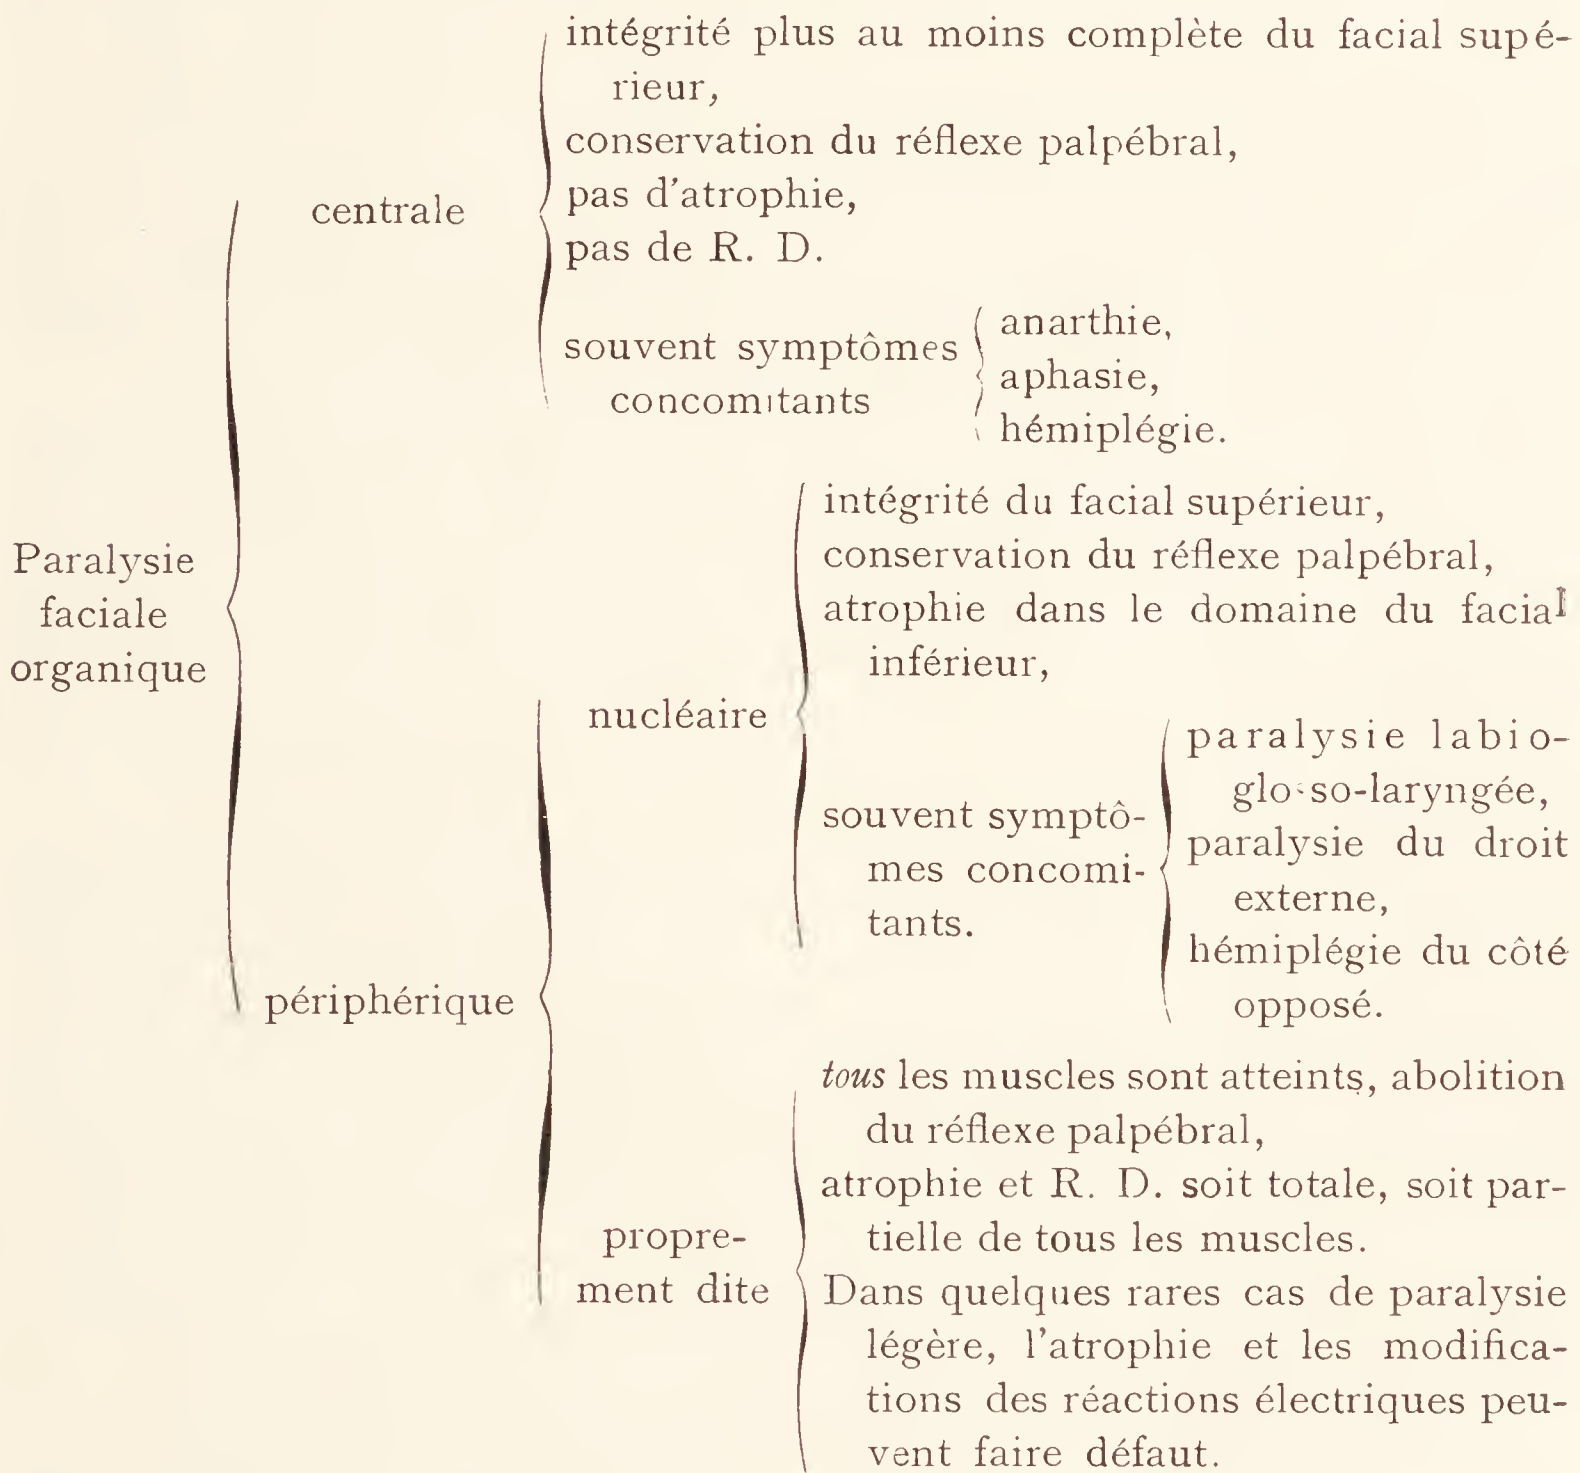 intégrité plus au moins complète du facial supé-
rieur,
conservation du réflexe palpébral,
centrale
pas d'atrophie,
pas de R. D.
souvent symptômes
concomitants
anarthie,
aphasie,
hémiplégie.
Paralysie
faciale
organique
périphérique
nucléaire
intégrité du facial supérieur,
conservation du réflexe palpébral,
atrophie dans le domaine du facial
inférieur,
souvent symptô-
mes concomi-
tants.
paralysie labio-
glosso-laryngée,
paralysie du droit
externe,
hémiplégie du côté
opposé.
propre-
ment dite
tous les muscles sont atteints, abolition
du réflexe palpébral,
atrophie et R. D. soit totale, soit par-
tielle de tous les muscles.
Dans quelques rares cas de paralysie
légère, l'atrophie et les modifica-
tions des réactions électriques peu-
vent faire défaut.